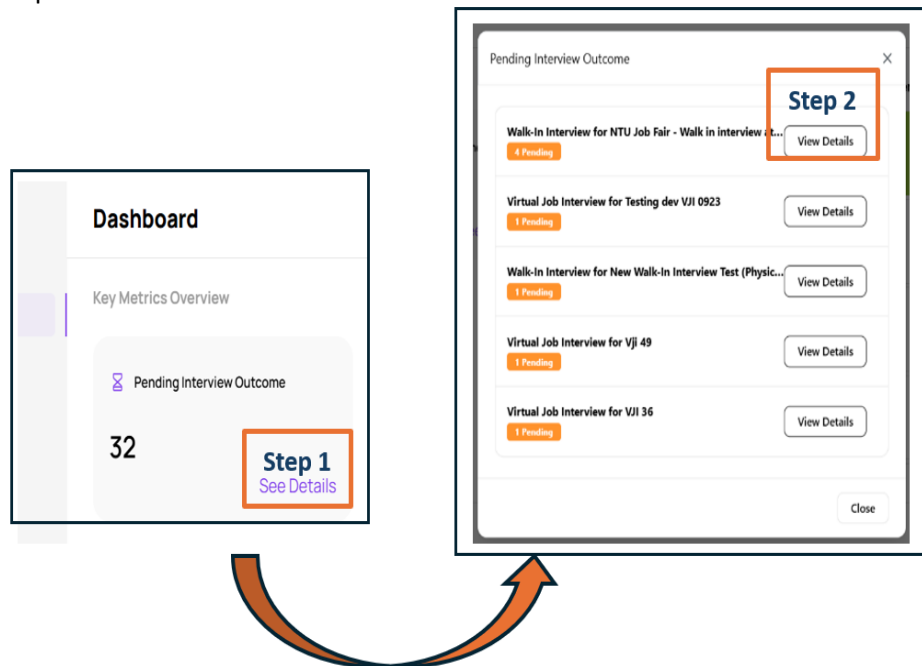 Dashboard
Key Metrics Overview
Pending Interview Outcome
32
Step 1
See Details
Pending Interview Outcome
Step 2
Walk-In Interview for NTU Job Fair - Walk in interview at...
4 Pending
View Details
Virtual Job Interview for Testing dev VJI 0923
1 Pending
View Details
Walk-In Interview for New Walk-In Interview Test (Physic...
1 Pending
View Details
Virtual Job Interview for Vji 49
1 Pending
View Details
Virtual Job Interview for VJI 36
1 Pending
View Details
Close